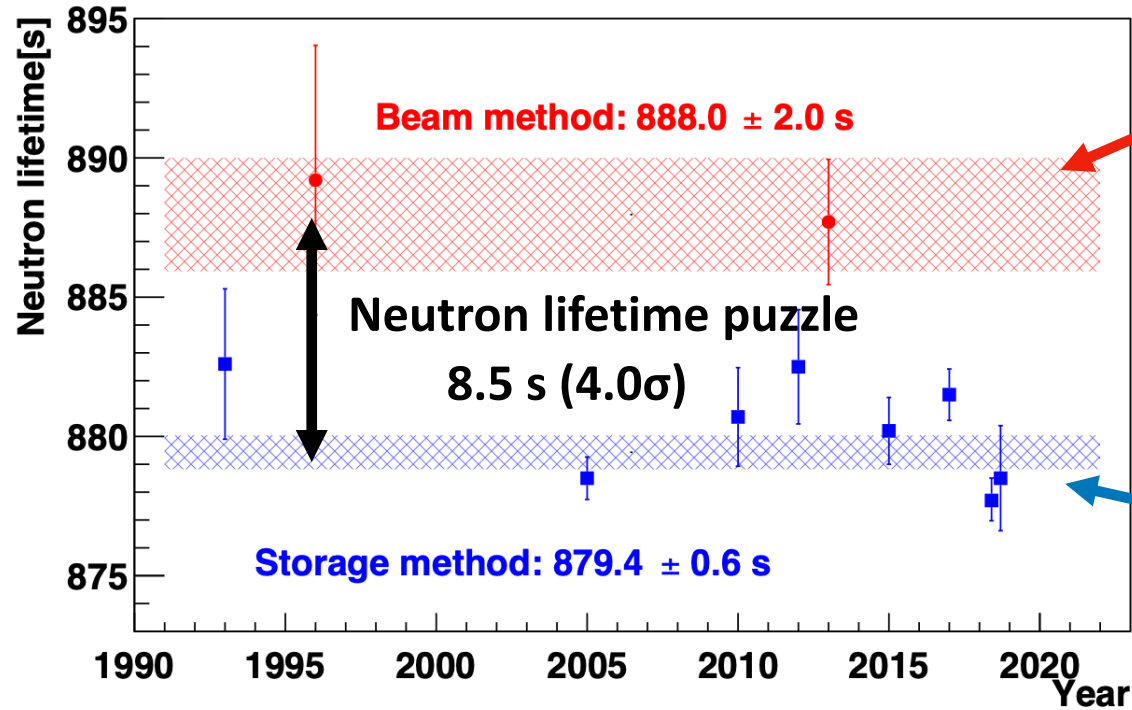 Neutron lifetime[s]
895
890
885
880
875
Beam method: 888.0 ± 2.0 s
Neutron lifetime puzzle
8.5 s (4.0σ)
Storage method: 879.4 ± 0.6 s
1990 1995 2000 2005 2010 2015 2020
Year